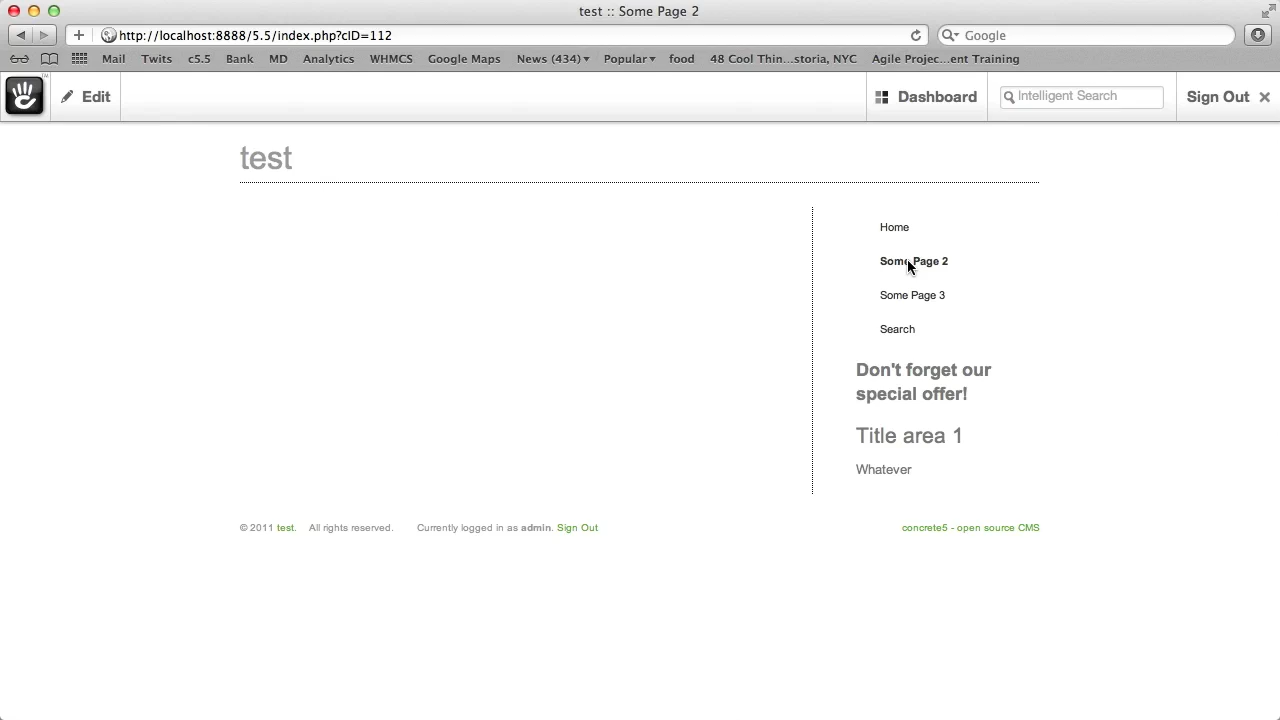 test :: Some Page 2
http://localhost:8888/5.5/index.php?cID=112
Google
Mail Twits c5.5 Bank MD Analytics WHMCS Google Maps News (434) Popular food 48 Cool Thin...storia, NYC Agile Projec...ent Training
Edit
Dashboard
Intelligent Search
Sign Out
test
Home
Some Page 2
Some Page 3
Search
Don't forget our
special offer!
Title area 1
Whatever
© 2011 test. All rights reserved. Currently logged in as admin. Sign Out
concrete5 - open source CMS